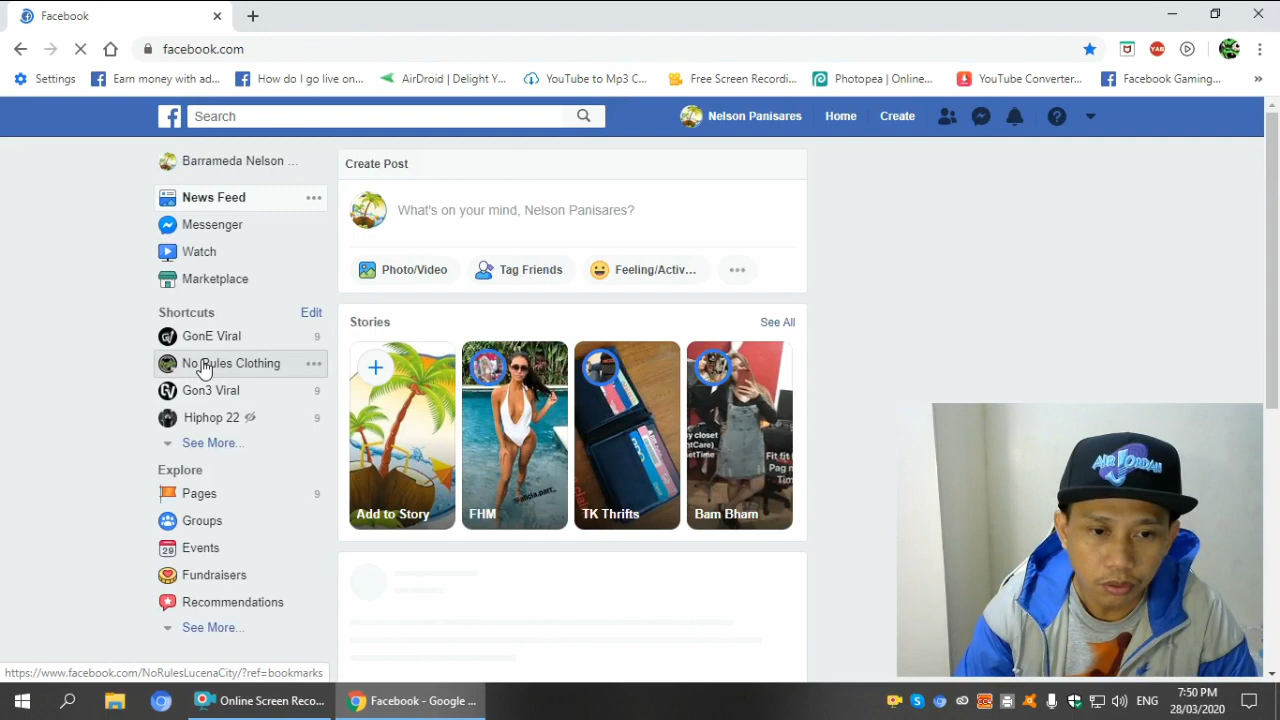 Facebook
facebook.com
Settings
Earn money with ad...
How do I go live on...
AirDroid | Delight Y...
YouTube to Mp3 C...
Free Screen Recordi...
Photopea | Online...
YouTube Converter...
Facebook Gaming...
»
Search
Nelson Panisares
Home
Create
Barrameda Nelson ...
News Feed
Messenger
Watch
Marketplace
Shortcuts
Edit
GonE Viral 9
No Rules Clothing
Gon3 Viral 9
Hiphop 22 9
See More...
Explore
Pages 9
Groups
Events
Fundraisers
Recommendations
See More...
Create Post
What's on your mind, Nelson Panisares?
Photo/Video
Tag Friends
Feeling/Activ...
Stories
See All
Add to Story
FHM
TK Thrifts
Bam Bham
AIR JORDAN
https://www.facebook.com/NoRulesLucenaCity/?ref=bookmarks
Online Screen Reco...
Facebook - Google ...
ENG
7:50 PM
28/03/2020